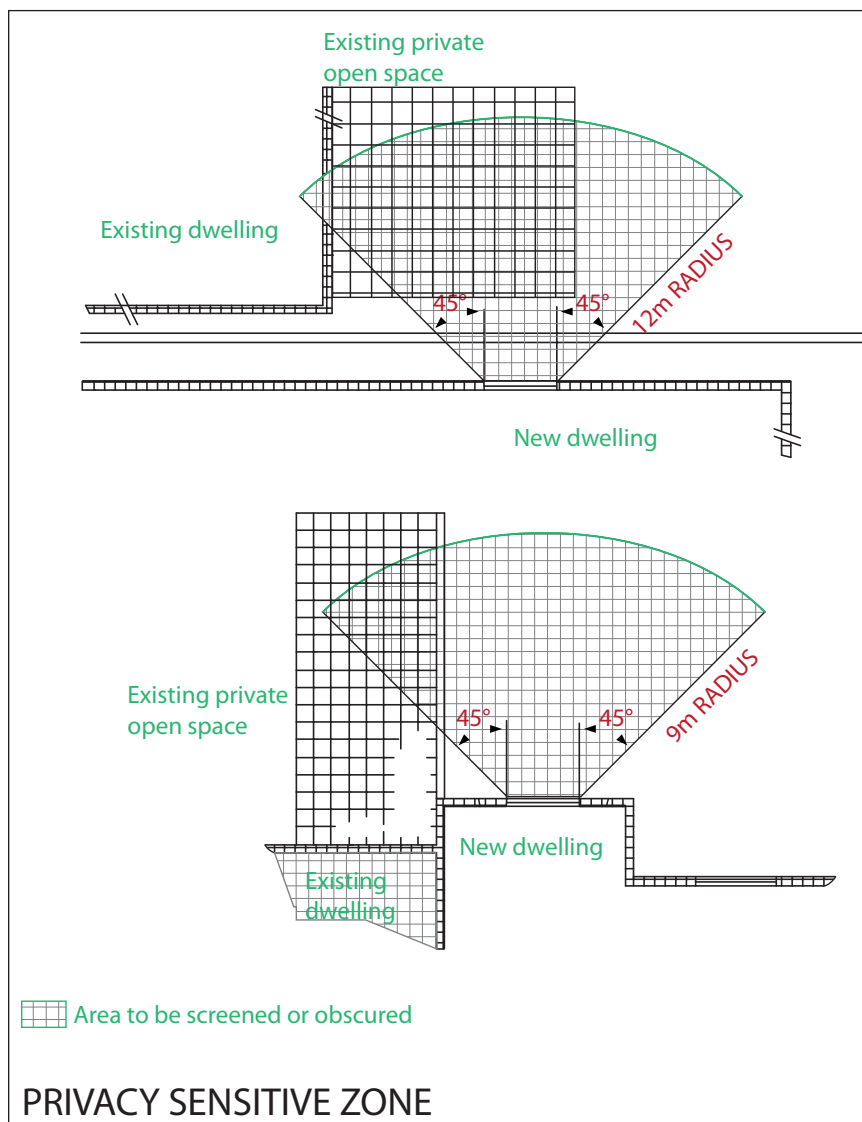 Existing private
open space
Existing dwelling
45°
45°
12m RADIUS
New dwelling
Existing private
open space
45°
45°
9m RADIUS
New dwelling
Existing
dwelling
Area to be screened or obscured
PRIVACY SENSITIVE ZONE